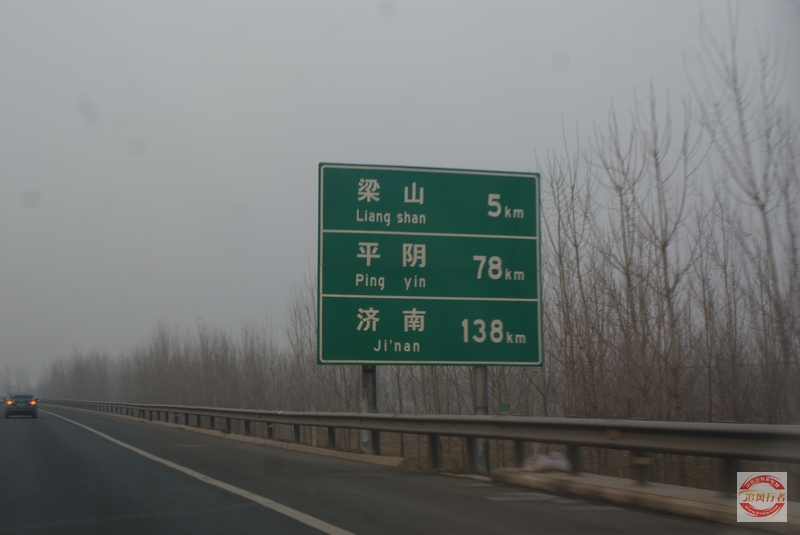 梁山 5km
Liang shan
平阴 78km
Ping yin
济南 138km
Ji'nan